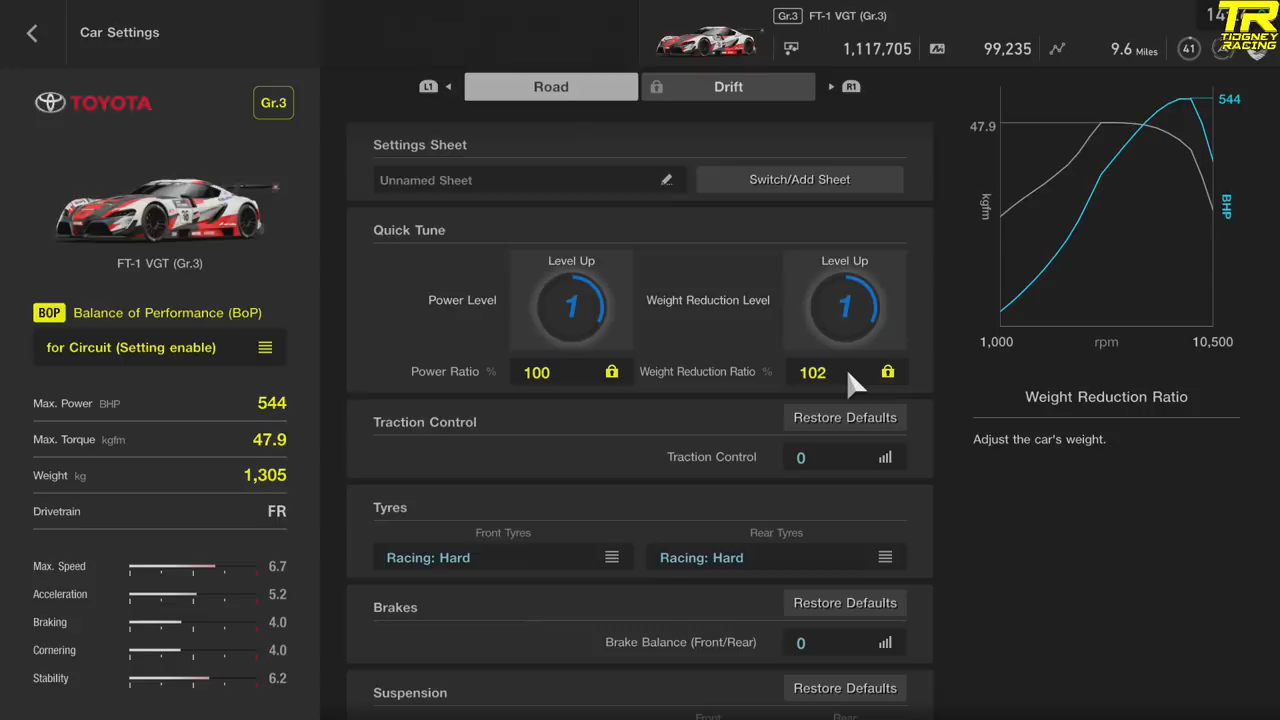 Car Settings
Gr.3 FT-1 VGT (Gr.3)
1,117,705 99,235 9.6 Miles 41
TR
TIDGNEY
RACING
TOYOTA
Gr.3
FT-1 VGT (Gr.3)
BOP Balance of Performance (BoP)
for Circuit (Setting enable)
Max. Power BHP 544
Max. Torque kgfm 47.9
Weight kg 1,305
Drivetrain FR
Max. Speed 6.7
Acceleration 5.2
Braking 4.0
Cornering 4.0
Stability 6.2
L1 Road Drift R1
Settings Sheet
Unnamed Sheet Switch/Add Sheet
Quick Tune
Level Up Level Up
Power Level 1 Weight Reduction Level 1
Power Ratio % 100 Weight Reduction Ratio % 102
Restore Defaults
Traction Control
Traction Control 0
Tyres
Front Tyres Rear Tyres
Racing: Hard Racing: Hard
Restore Defaults
Brakes
Brake Balance (Front/Rear) 0
Restore Defaults
Suspension
Front Rear
544
47.9
kgfm
BHP
1,000 rpm 10,500
Weight Reduction Ratio
Adjust the car's weight.